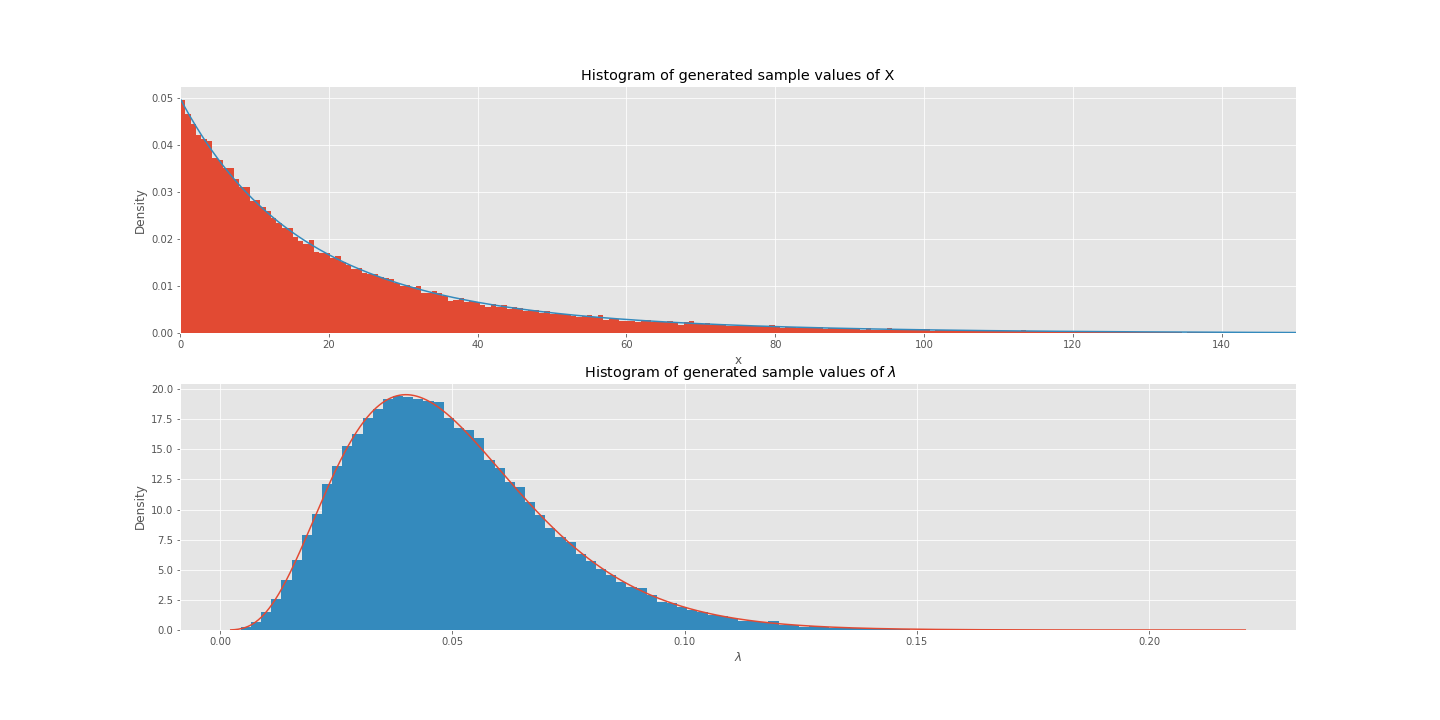 Histogram of generated sample values of X
0.05
0.04
0.03
0.02
0.01
0.00
Density
0 20 40 60 80 100 120 140
x
Histogram of generated sample values of λ
20.0
17.5
15.0
12.5
10.0
7.5
5.0
2.5
0.0
Density
0.00 0.05 0.10 0.15 0.20
λ